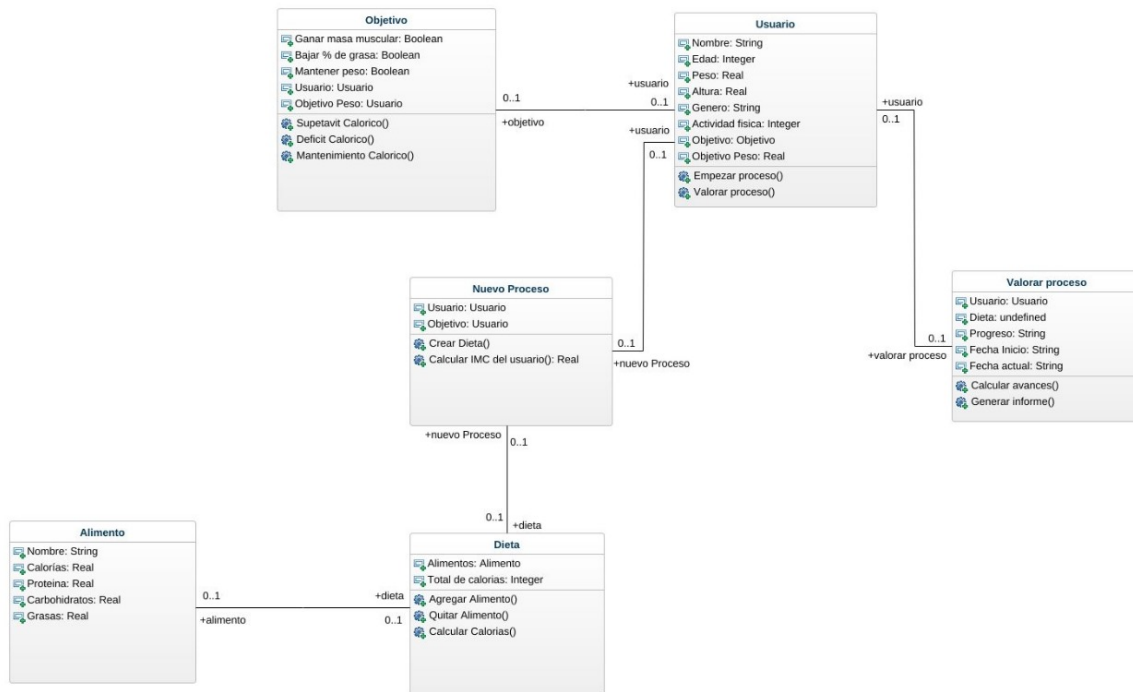 Objetivo
Ganar masa muscular: Boolean
Bajar % de grasa: Boolean
Mantener peso: Boolean
Usuario: Usuario
Objetivo Peso: Usuario
Supetavit Calorico()
Deficit Calorico()
Mantenimiento Calorico()
0..1
+objetivo
+usuario
0..1
Usuario
Nombre: String
Edad: Integer
Peso: Real
Altura: Real
Genero: String
Actividad fisica: Integer
Objetivo: Objetivo
Objetivo Peso: Real
Empezar proceso()
Valorar proceso()
+usuario
0..1
+usuario
0..1
Nuevo Proceso
Usuario: Usuario
Objetivo: Usuario
Crear Dieta()
Calcular IMC del usuario(): Real
0..1
+nuevo Proceso
Valorar proceso
Usuario: Usuario
Dieta: undefined
Progreso: String
Fecha Inicio: String
Fecha actual: String
Calcular avances()
Generar informe()
0..1
+valorar proceso
+nuevo Proceso
0..1
0..1
+dieta
Alimento
Nombre: String
Calorías: Real
Proteina: Real
Carbohidratos: Real
Grasas: Real
0..1
+alimento
+dieta
0..1
Dieta
Alimentos: Alimento
Total de calorias: Integer
Agregar Alimento()
Quitar Alimento()
Calcular Calorias()